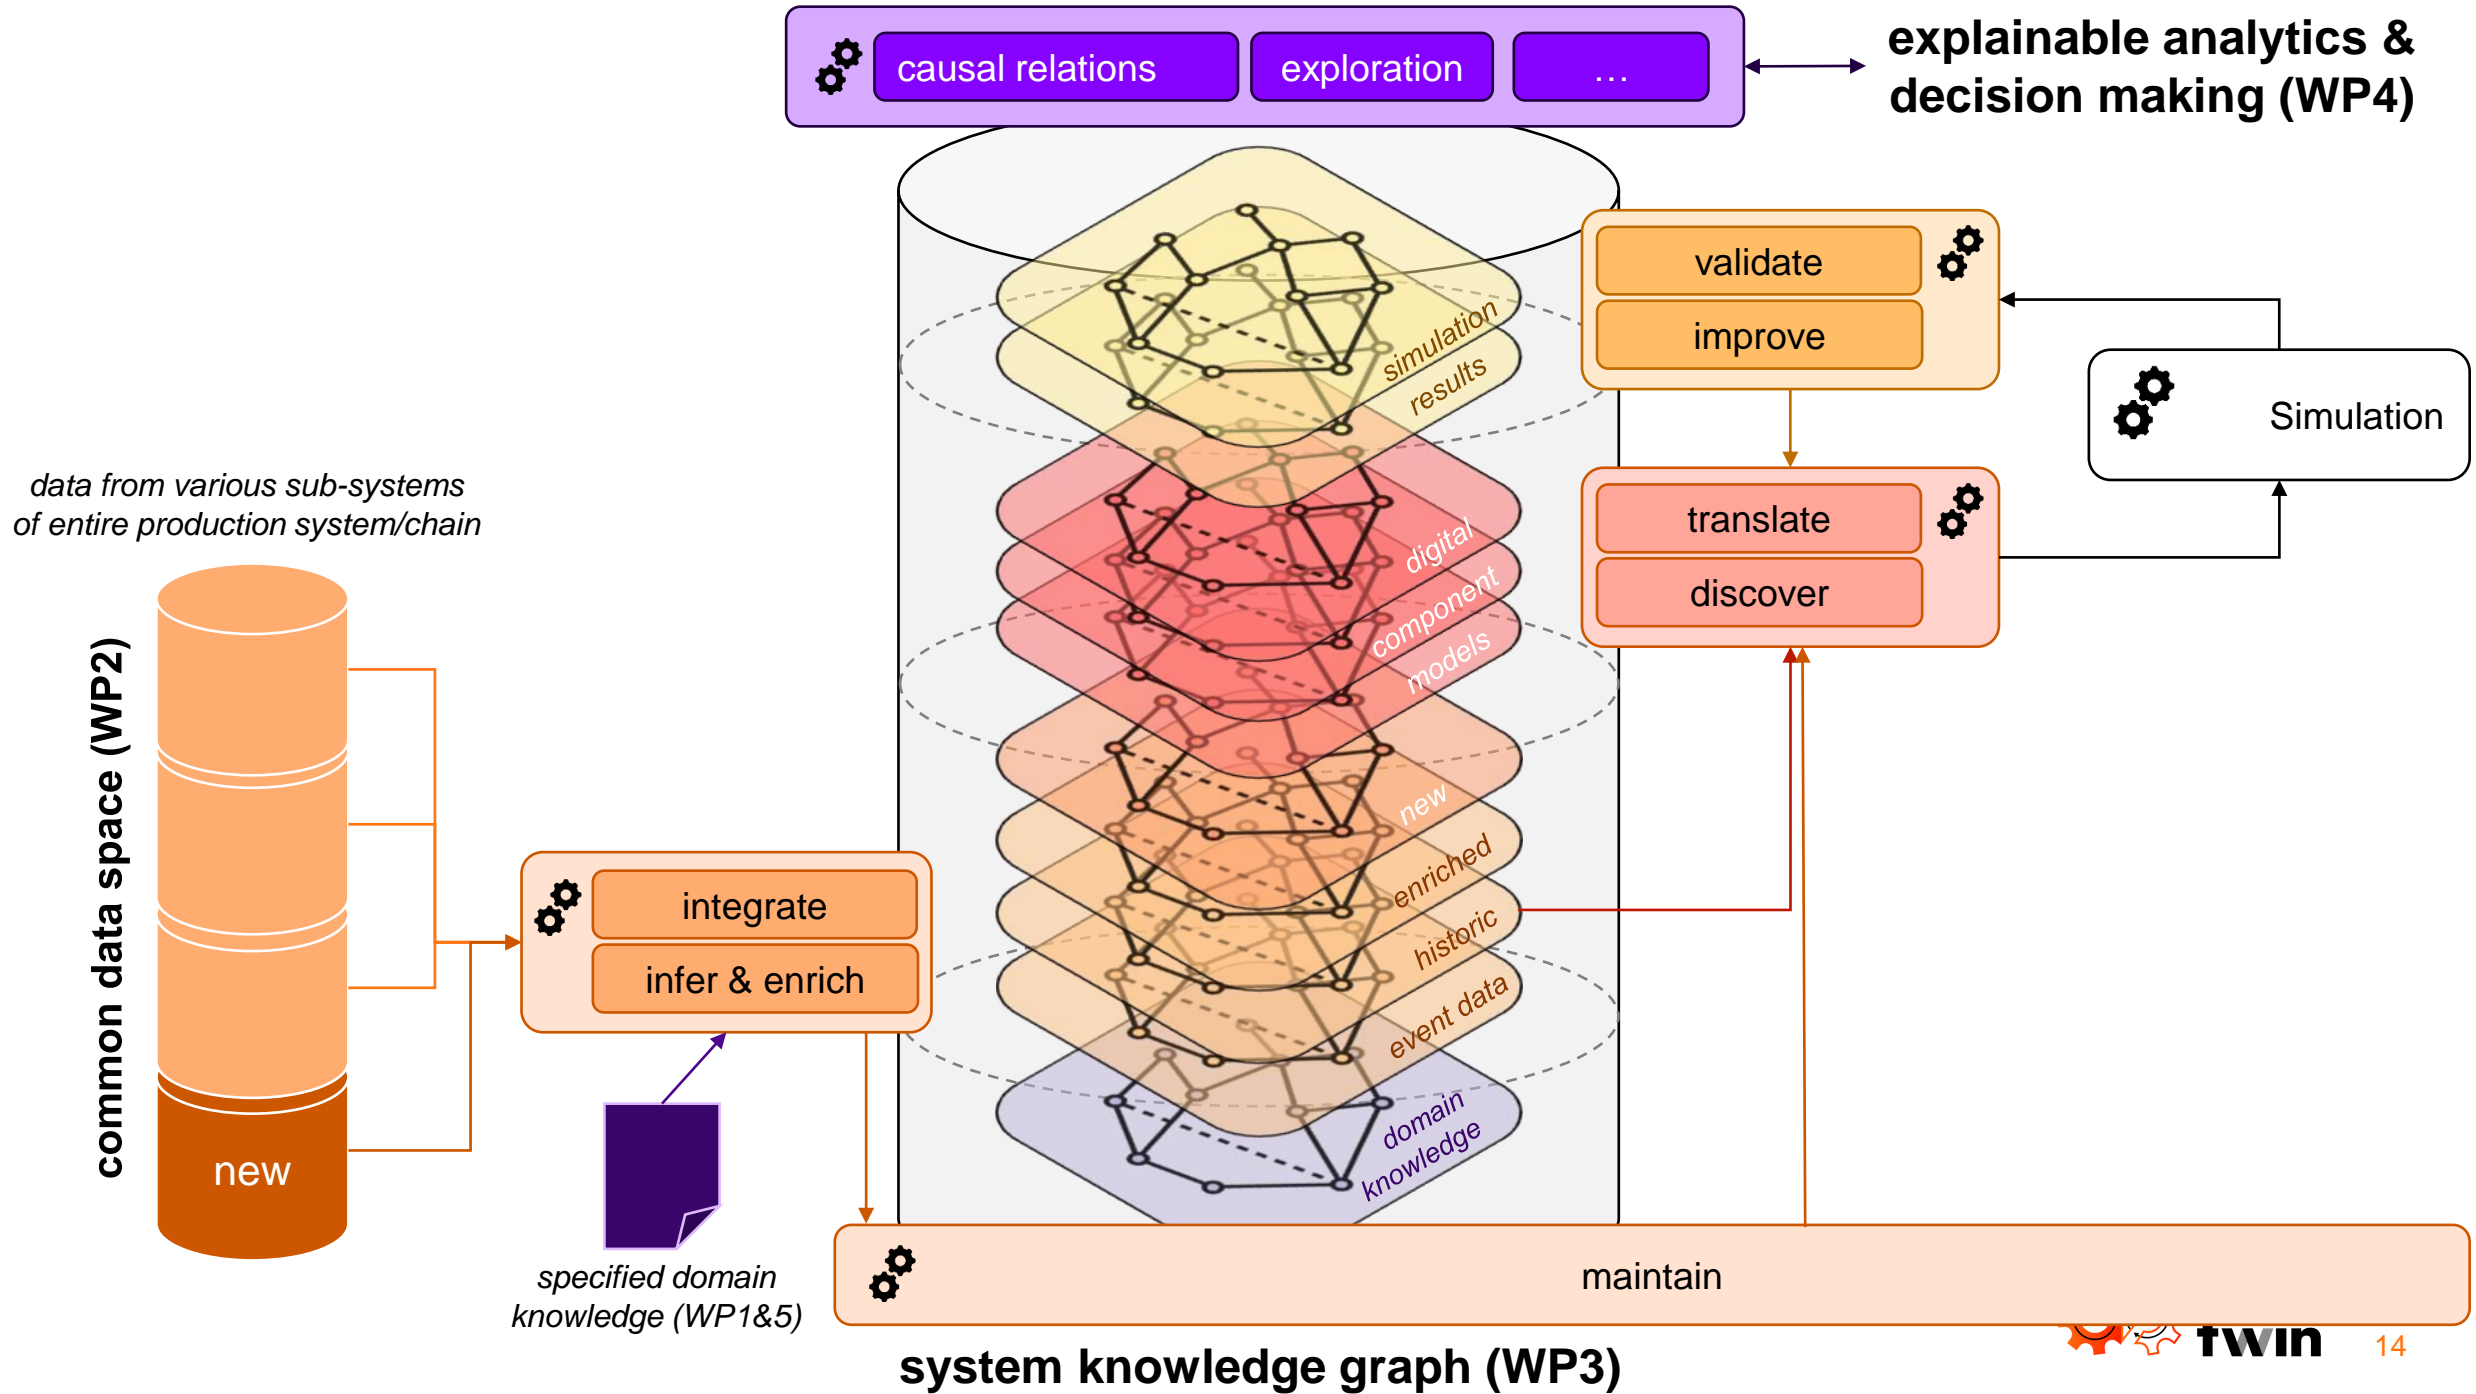 causal relations
exploration
...
explainable analytics &
decision making (WP4)
validate
improve
simulation
results
Simulation
data from various sub-systems
of entire production system/chain
translate
discover
digital
component
models
common data space (WP2)
new
new
enriched
historic
event data
integrate
infer & enrich
domain
knowledge
specified domain
knowledge (WP1&5)
maintain
twin
14
system knowledge graph (WP3)